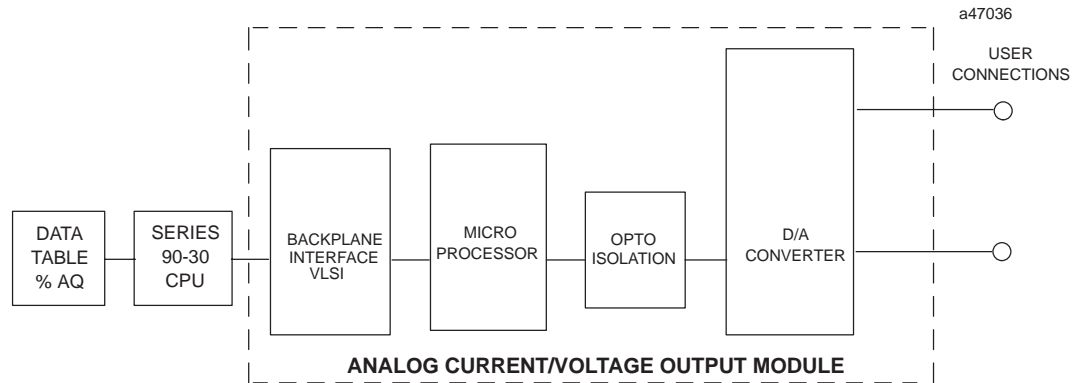 a47036
USER
CONNECTIONS
DATA
TABLE
% AQ
SERIES
90-30
CPU
BACKPLANE
INTERFACE
VLSI
MICRO
PROCESSOR
OPTO
ISOLATION
D/A
CONVERTER
ANALOG CURRENT/VOLTAGE OUTPUT MODULE